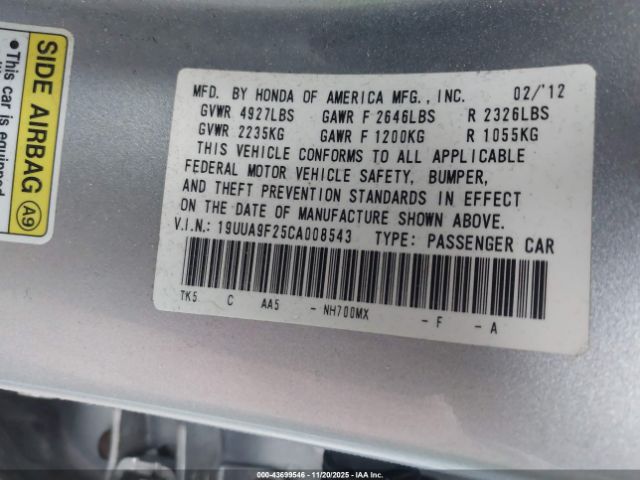 SIDE AIRBAG A9
•This car is equipped
MFD. BY HONDA OF AMERICA MFG., INC. 02/'12
GVWR 4927LBS GAWR F 2646LBS R 2326LBS
GVWR 2235KG GAWR F 1200KG R 1055KG
THIS VEHICLE CONFORMS TO ALL APPLICABLE
FEDERAL MOTOR VEHICLE SAFETY, BUMPER,
AND THEFT PREVENTION STANDARDS IN EFFECT
ON THE DATE OF MANUFACTURE SHOWN ABOVE.
V.I.N.: 19UUA9F25CA008543 TYPE: PASSENGER CAR
TK5 C AA5 - NH700MX - F - A
000-43699546 - 11/20/2025 - IAAI.com